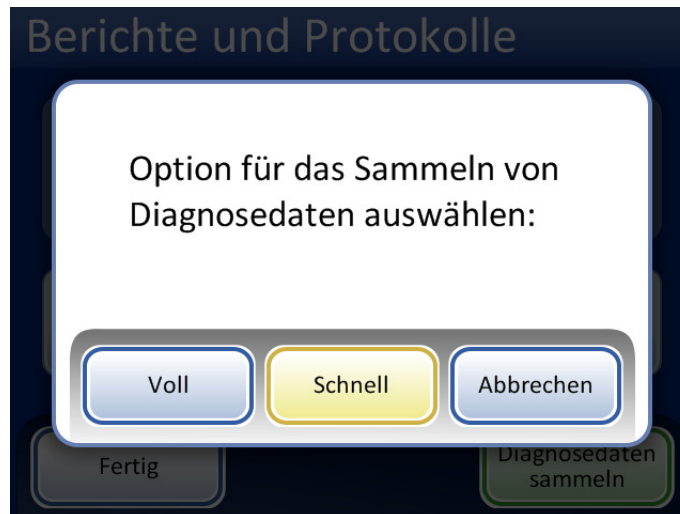 Berichte und Protokolle
Option für das Sammeln von
Diagnosedaten auswählen:
Voll
Schnell
Abbrechen
Fertig
Diagnosedaten
sammeln